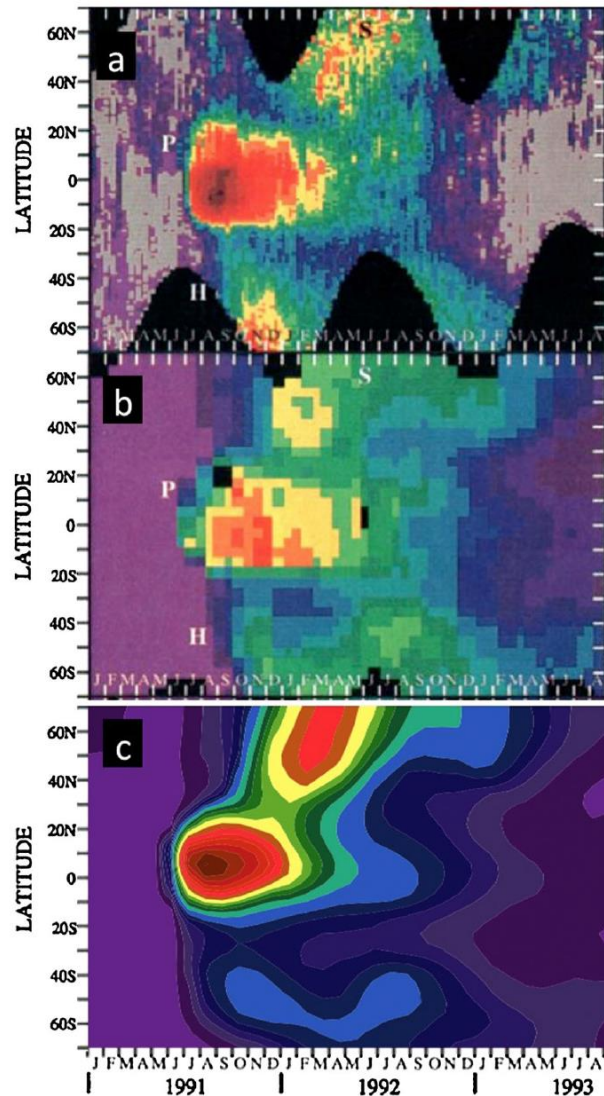 a
60N
40N
20N
0
20S
40S
60S
LATITUDE
S
P
H
J F M A M J J A S O N D J F M A M J J A S O N D J F M A M J J A
b
60N
40N
20N
0
20S
40S
60S
LATITUDE
S
P
H
J F M A M J J A S O N D J F M A M J J A S O N D J F M A M J J A
c
60N
40N
20N
0
20S
40S
60S
LATITUDE
J F M A M J J A S O N D J F M A M J J A S O N D J F M A M J J A
1991 1992 1993